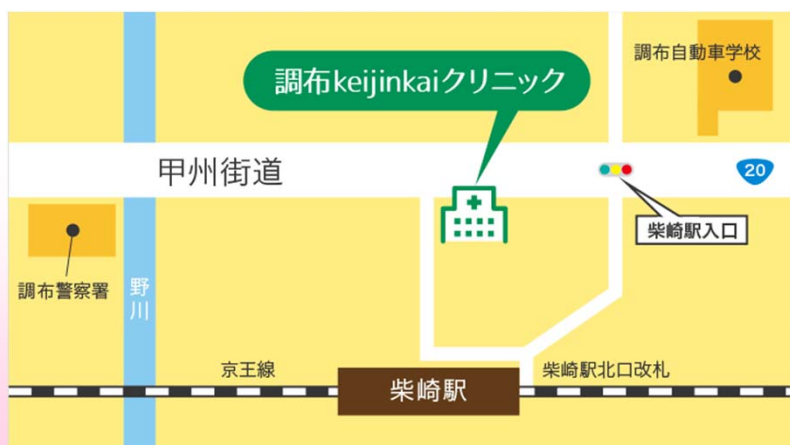 調布自動車学校
調布keijinkaiクリニック
甲州街道
20
柴崎駅入口
調布警察署
野川
京王線
柴崎駅北口改札
柴崎駅